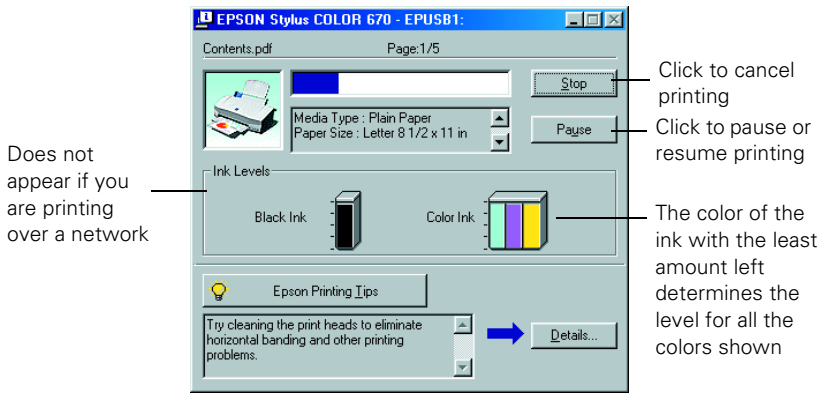 EPSON Stylus COLOR 670 - EPUSB1:
Contents.pdf Page:1/5
Stop
Media Type : Plain Paper
Paper Size : Letter 8 1/2 x 11 in
Pause
Click to cancel
printing
Click to pause or
resume printing
Does not
appear if you
are printing
over a network
Ink Levels
Black Ink
Color Ink
The color of the
ink with the least
amount left
determines the
level for all the
colors shown
Epson Printing Tips
Try cleaning the print heads to eliminate
horizontal banding and other printing
problems.
Details...